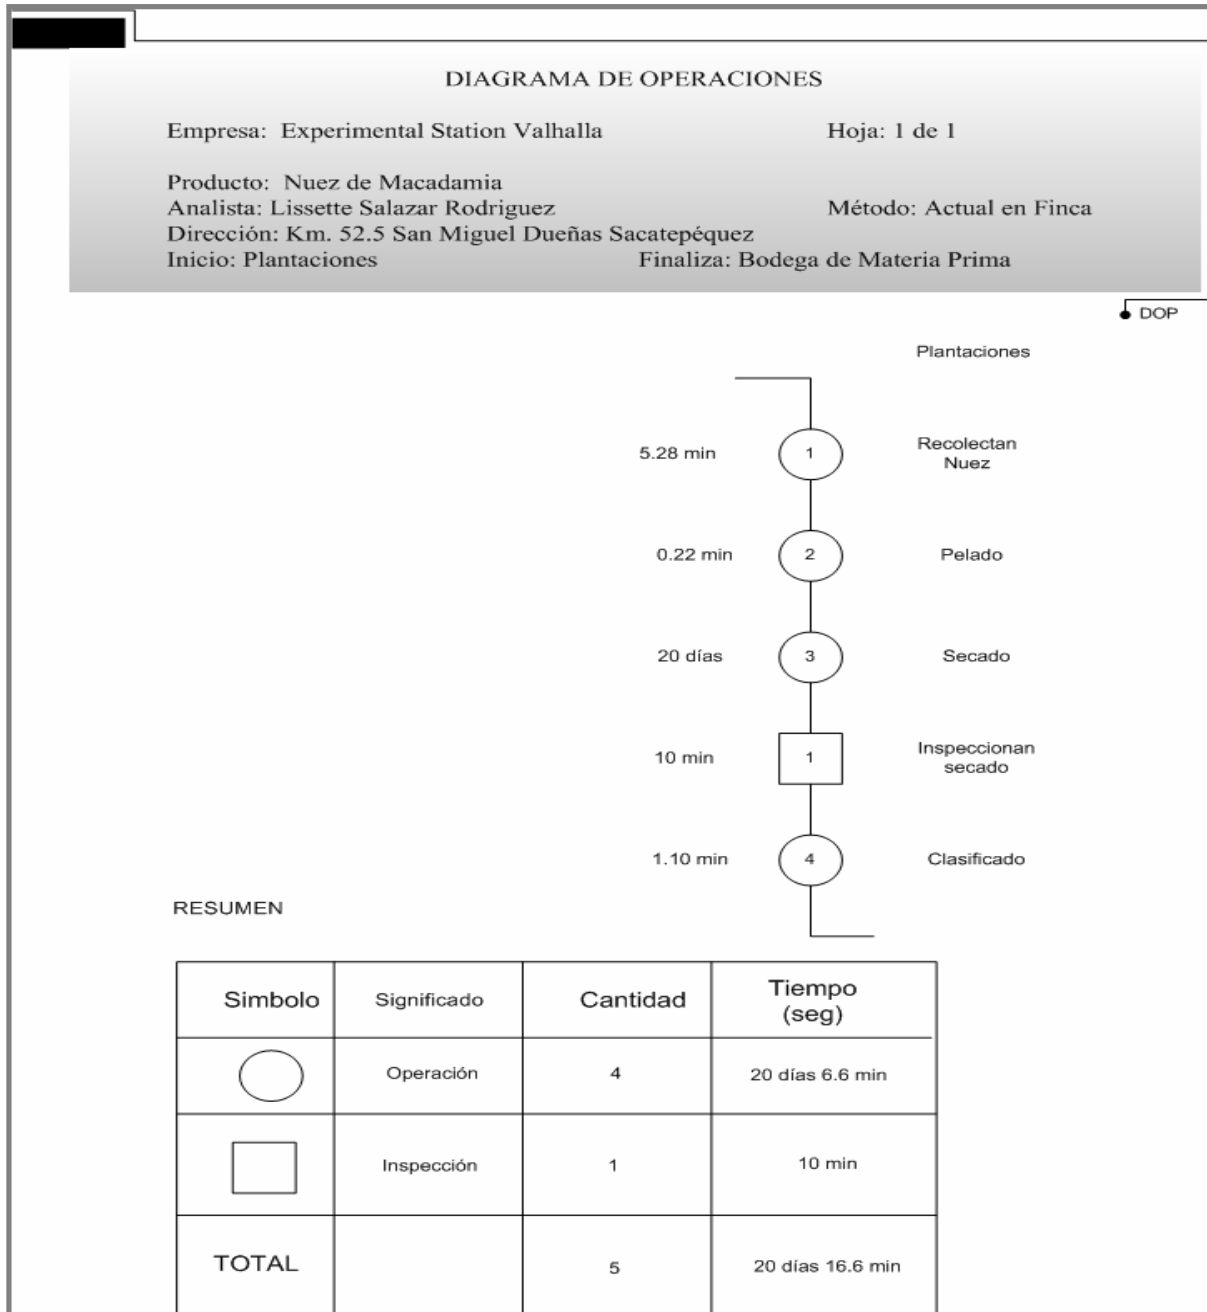 DIAGRAMA DE OPERACIONES
Empresa: Experimental Station Valhalla Hoja: 1 de 1
Producto: Nuez de Macadamia
Analista: Lissette Salazar Rodriguez Método: Actual en Finca
Dirección: Km. 52.5 San Miguel Dueñas Sacatepéquez
Inicio: Plantaciones Finaliza: Bodega de Materia Prima
DOP
Plantaciones
5.28 min 1 Recolectan
Nuez
0.22 min 2 Pelado
20 días 3 Secado
10 min 1 Inspeccionan
secado
1.10 min 4 Clasificado
RESUMEN
Simbolo Significado Cantidad Tiempo
(seg)
Operación 4 20 días 6.6 min
Inspección 1 10 min
TOTAL 5 20 días 16.6 min